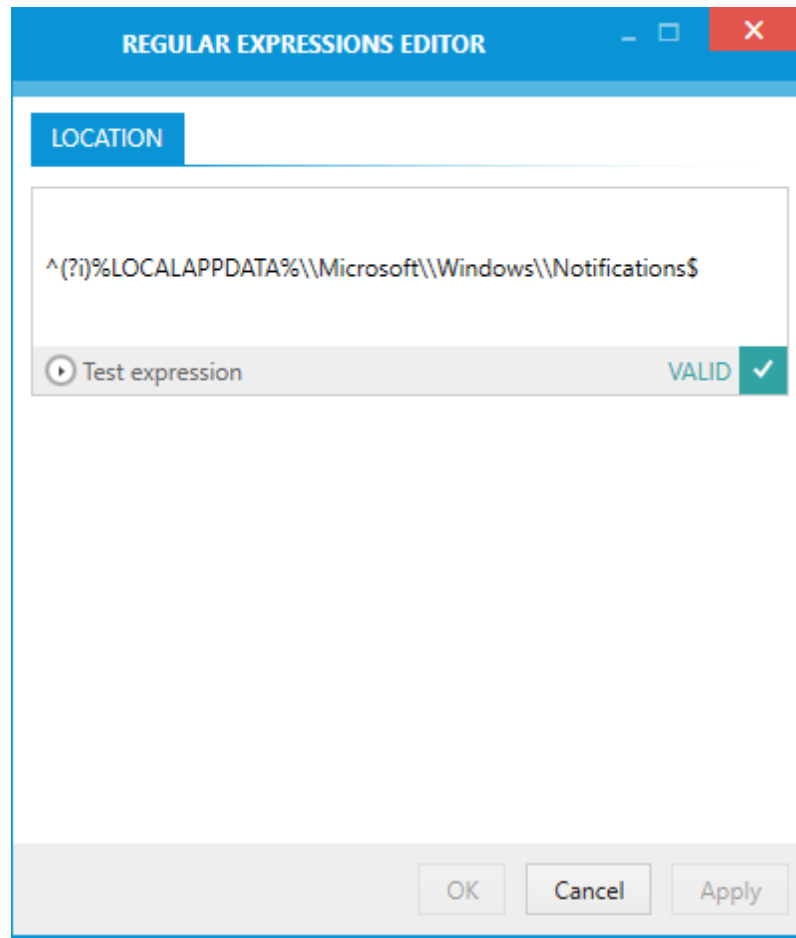 REGULAR EXPRESSIONS EDITOR
LOCATION
^(?i)%LOCALAPPDATA%\\Microsoft\\Windows\\Notifications$
Test expression VALID
OK Cancel Apply